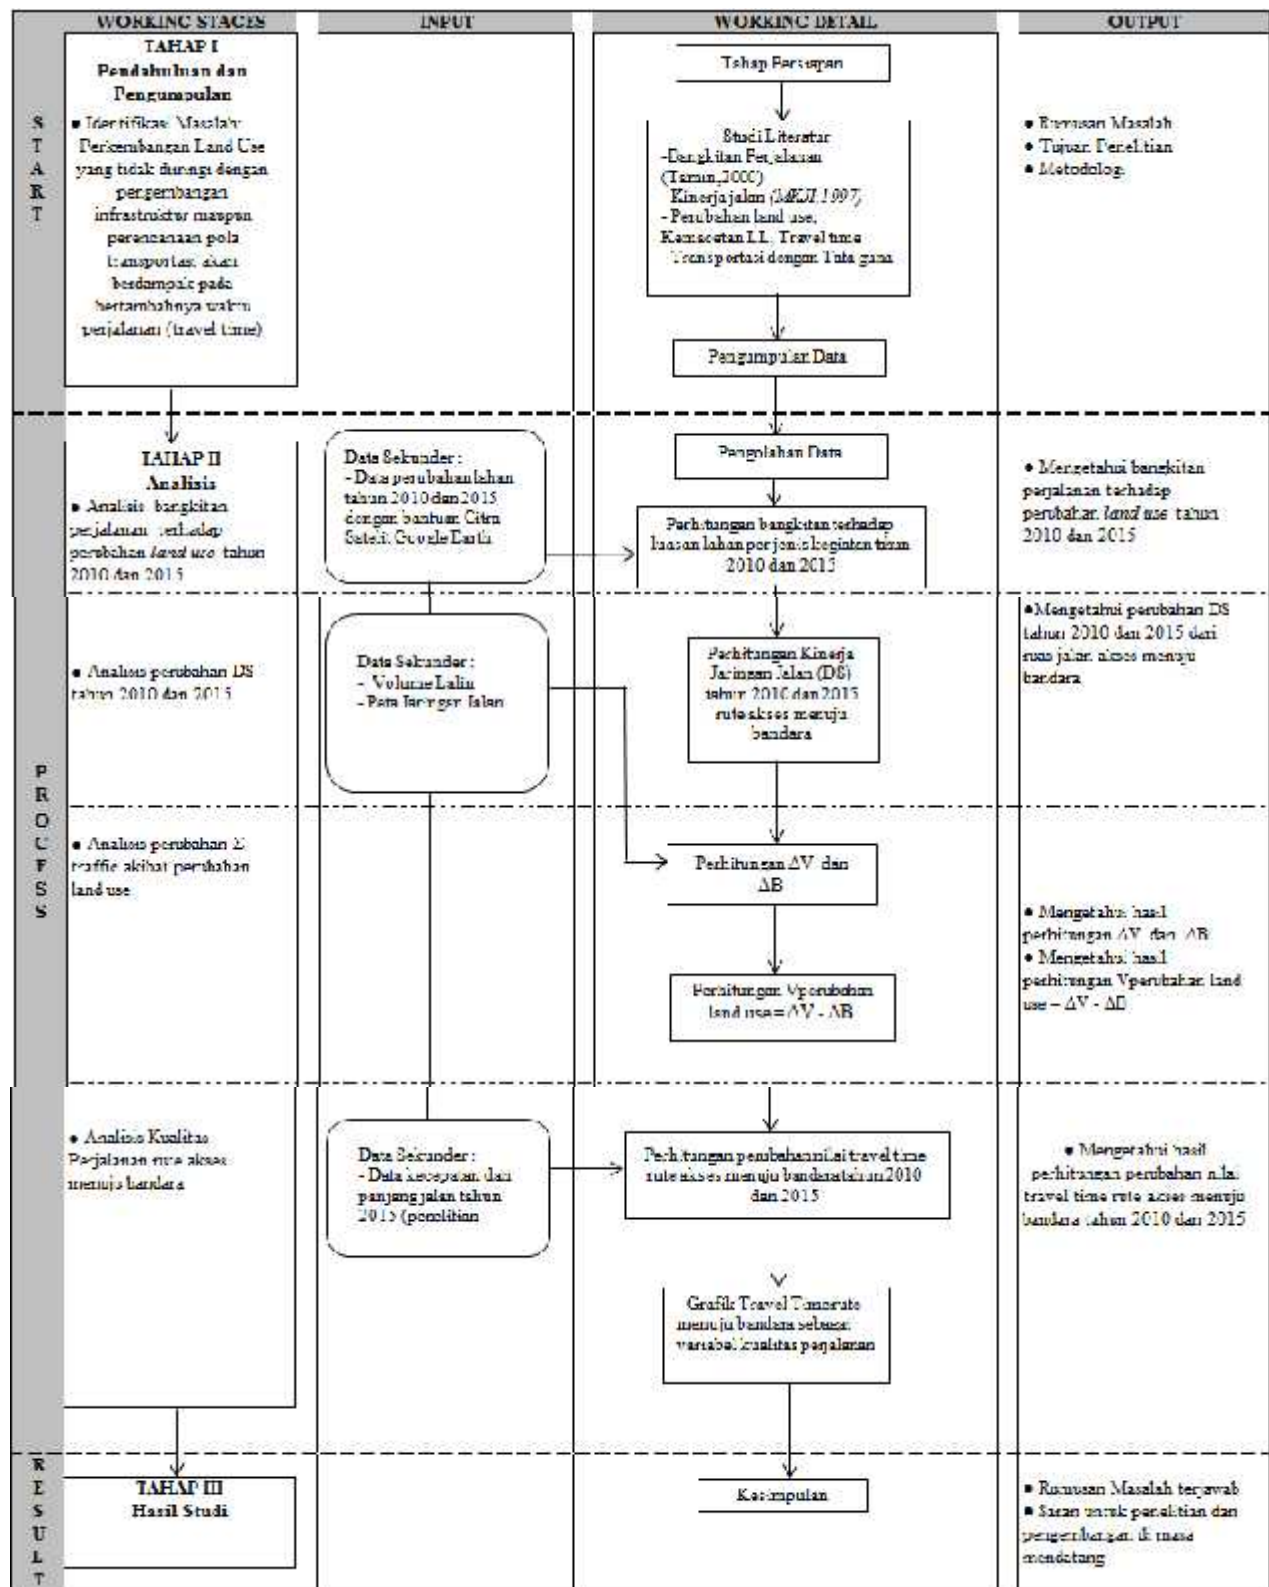 WORKING STAGES
INPUT
WORKING DETAIL
OUTPUT
START
TAHAP I
Pendahuluan dan
Pengumpulan
● Identifikasi Masalah:
Perkembangan Land Use
yang tidak diiringi dengan
pengembangan
infrastruktur maupun
perencanaan pola
transportasi akan
berdampak pada
bertambahnya waktu
perjalanan (travel time)
Tahap Persiapan
Studi Literatur
-Bangkitan Perjalanan
(Tamin,2000)
Kinerja jalan (MKJI,1997)
- Perubahan land use,
Kemacetan LL, Travel time
Transportasi dengan Tata guna
Pengumpulan Data
● Rumusan Masalah
● Tujuan Penelitian
● Metodologi
PROCESS
TAHAP II
Analisis
● Analisis bangkitan
perjalanan terhadap
perubahan land use tahun
2010 dan 2015
Data Sekunder :
- Data perubahan lahan
tahun 2010 dan 2015
dengan bantuan Citra
Satelit Google Earth
Pengolahan Data
Perhitungan bangkitan terhadap
luasan lahan per jenis kegiatan tahun
2010 dan 2015
● Mengetahui bangkitan
perjalanan terhadap
perubahan land use tahun
2010 dan 2015
● Analisis perubahan DS
tahun 2010 dan 2015
Data Sekunder :
- Volume Lalin
- Peta Jaringan Jalan
Perhitungan Kinerja
Jaringan Jalan (DS)
tahun 2010 dan 2015
rute akses menuju
bandara
●Mengetahui perubahan DS
tahun 2010 dan 2015 dari
ruas jalan akses menuju
bandara
● Analisis perubahan Σ
traffic akibat perubahan
land use
Perhitungan ΔV dan
ΔB
Perhitungan Vperubahan
land use = ΔV - ΔB
● Mengetahui hasil
perhitungan ΔV dan ΔB
● Mengetahui hasil
perhitungan Vperubahan land
use = ΔV - ΔB
● Analisis Kualitas
Perjalanan rute akses
menuju bandara
Data Sekunder :
- Data kecepatan dan
panjang jalan tahun
2015 (penelitian
Perhitungan perubahannilai travel time
rute akses menuju bandaratahun 2010
dan 2015
● Mengetahui hasil
perhitungan perubahan nilai
travel time rute akses menuju
bandara tahun 2010 dan 2015
Grafik Travel Timerute
menuju bandara sebagai
variabel kualitas perjalanan
RESULT
TAHAP III
Hasil Studi
Kesimpulan
● Rumusan Masalah terjawab
● Saran untuk penelitian dan
pengembangan di masa
mendatang